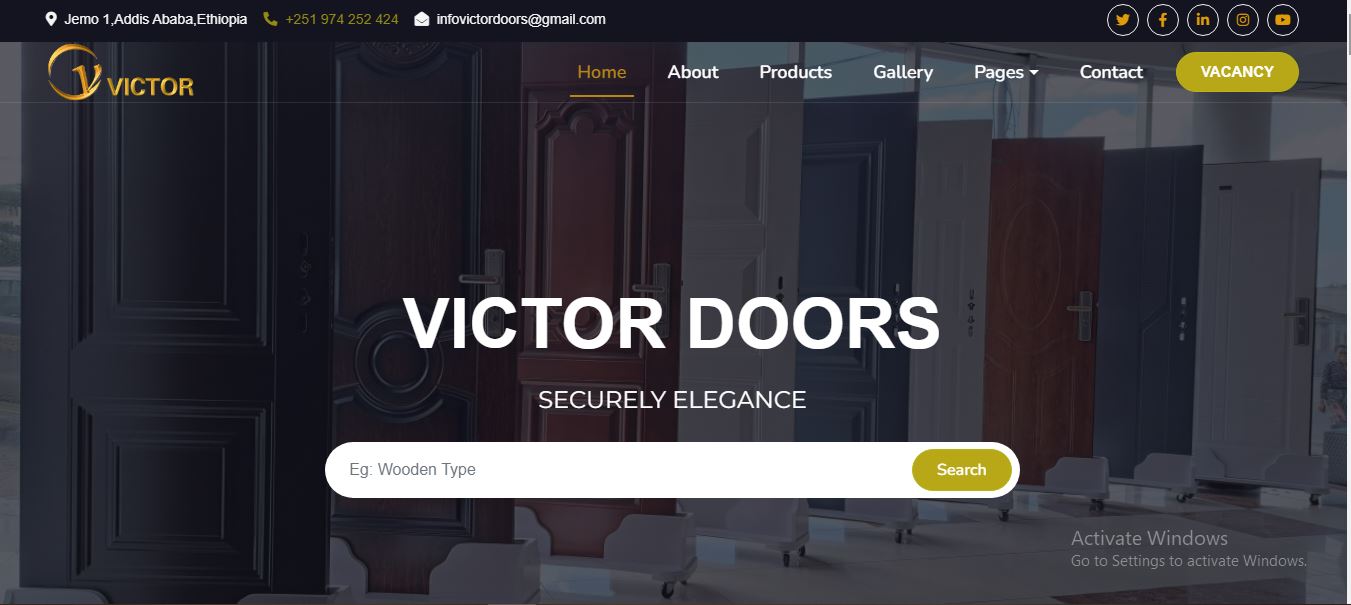 Jemo 1,Addis Ababa,Ethiopia +251 974 252 424 infovictordoors@gmail.com
V VICTOR Home About Products Gallery Pages Contact VACANCY
VICTOR DOORS
SECURELY ELEGANCE
Eg: Wooden Type Search
Activate Windows
Go to Settings to activate Windows.